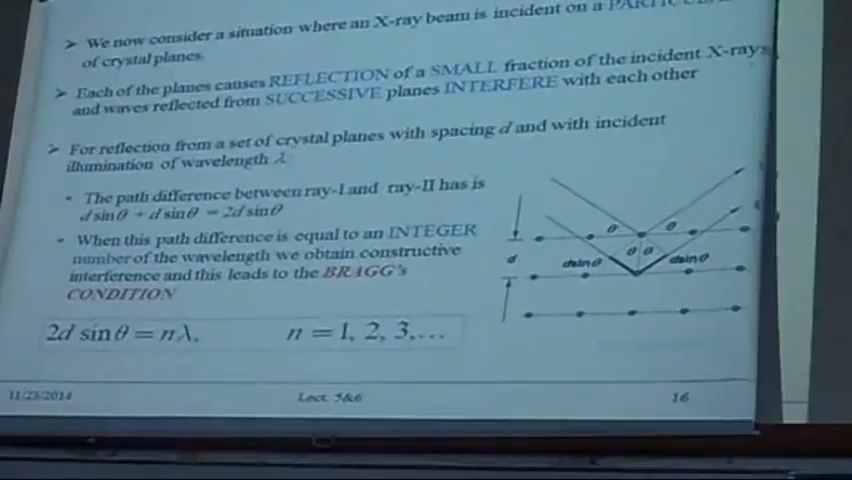 ➢ We now consider a situation where an X-ray beam is incident on a
of crystal planes.
➢ Each of the planes causes REFLECTION of a SMALL fraction of the incident X-rays
and waves reflected from SUCCESSIVE planes INTERFERE with each other
➢ For reflection from a set of crystal planes with spacing d and with incident
illumination of wavelength λ
• The path difference between ray-I and ray-II has is
d sinθ + d sinθ = 2d sinθ
• When this path difference is equal to an INTEGER
number of the wavelength we obtain constructive
interference and this leads to the BRAGG's
CONDITION
2d sinθ = nλ, n = 1, 2, 3,…
θ θ
θ θ
d dsinθ dsinθ
11/23/2014 Lect. 5&6 16